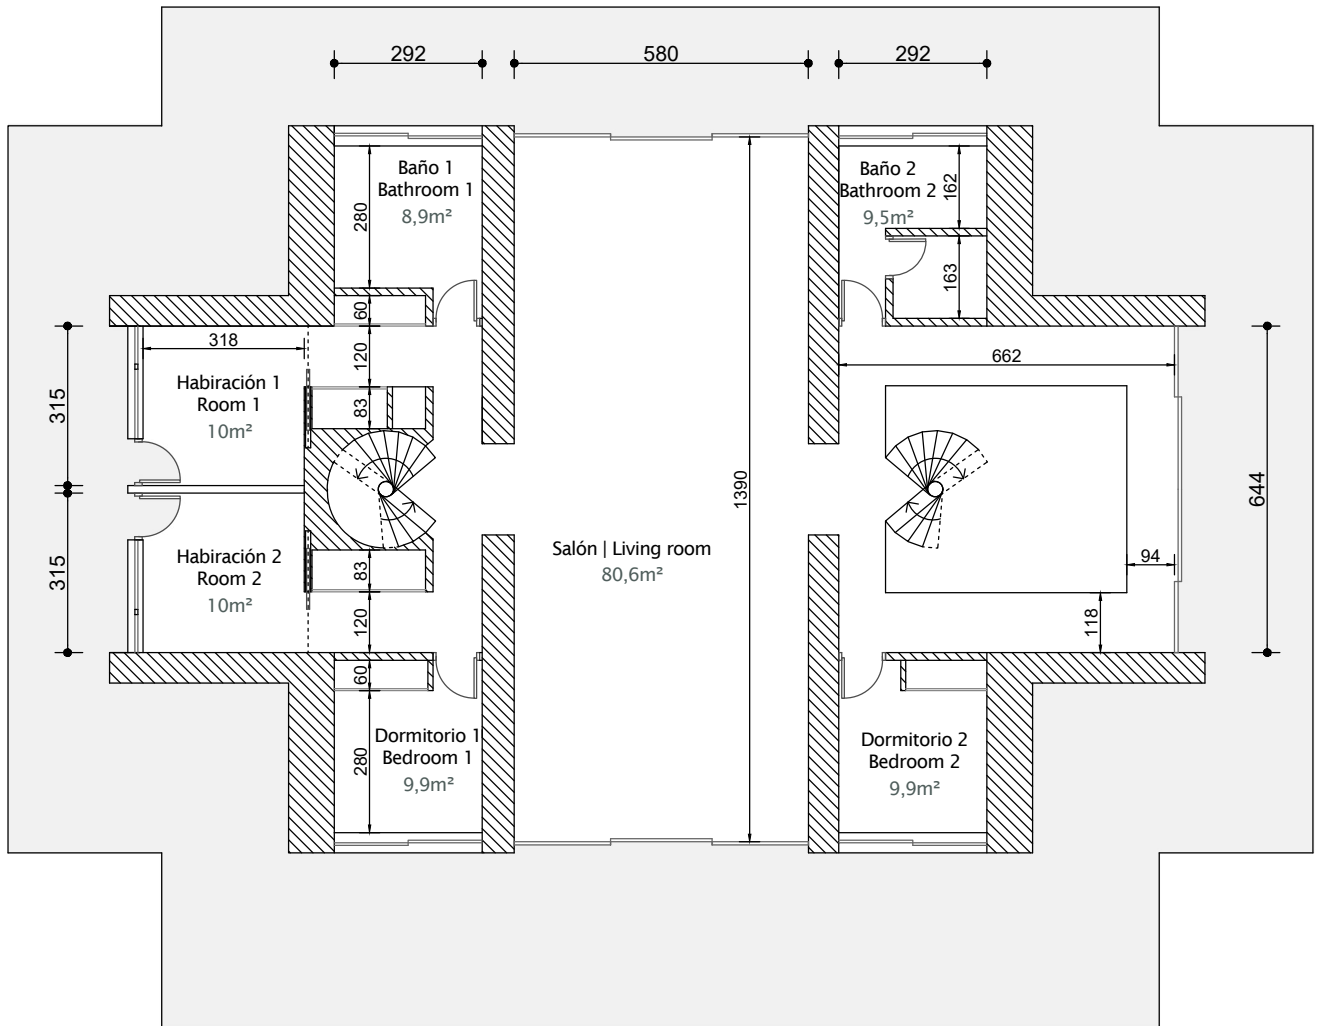 292
580
292
Baño 1
Bathroom 1
8,9m²
280
60
Baño 2
Bathroom 2
9,5m²
162
163
318
120
83
662
315
Habiración 1
Room 1
10m²
1390
644
315
Habiración 2
Room 2
10m²
83
120
Salón | Living room
80,6m²
94
118
60
280
Dormitorio 1
Bedroom 1
9,9m²
Dormitorio 2
Bedroom 2
9,9m²